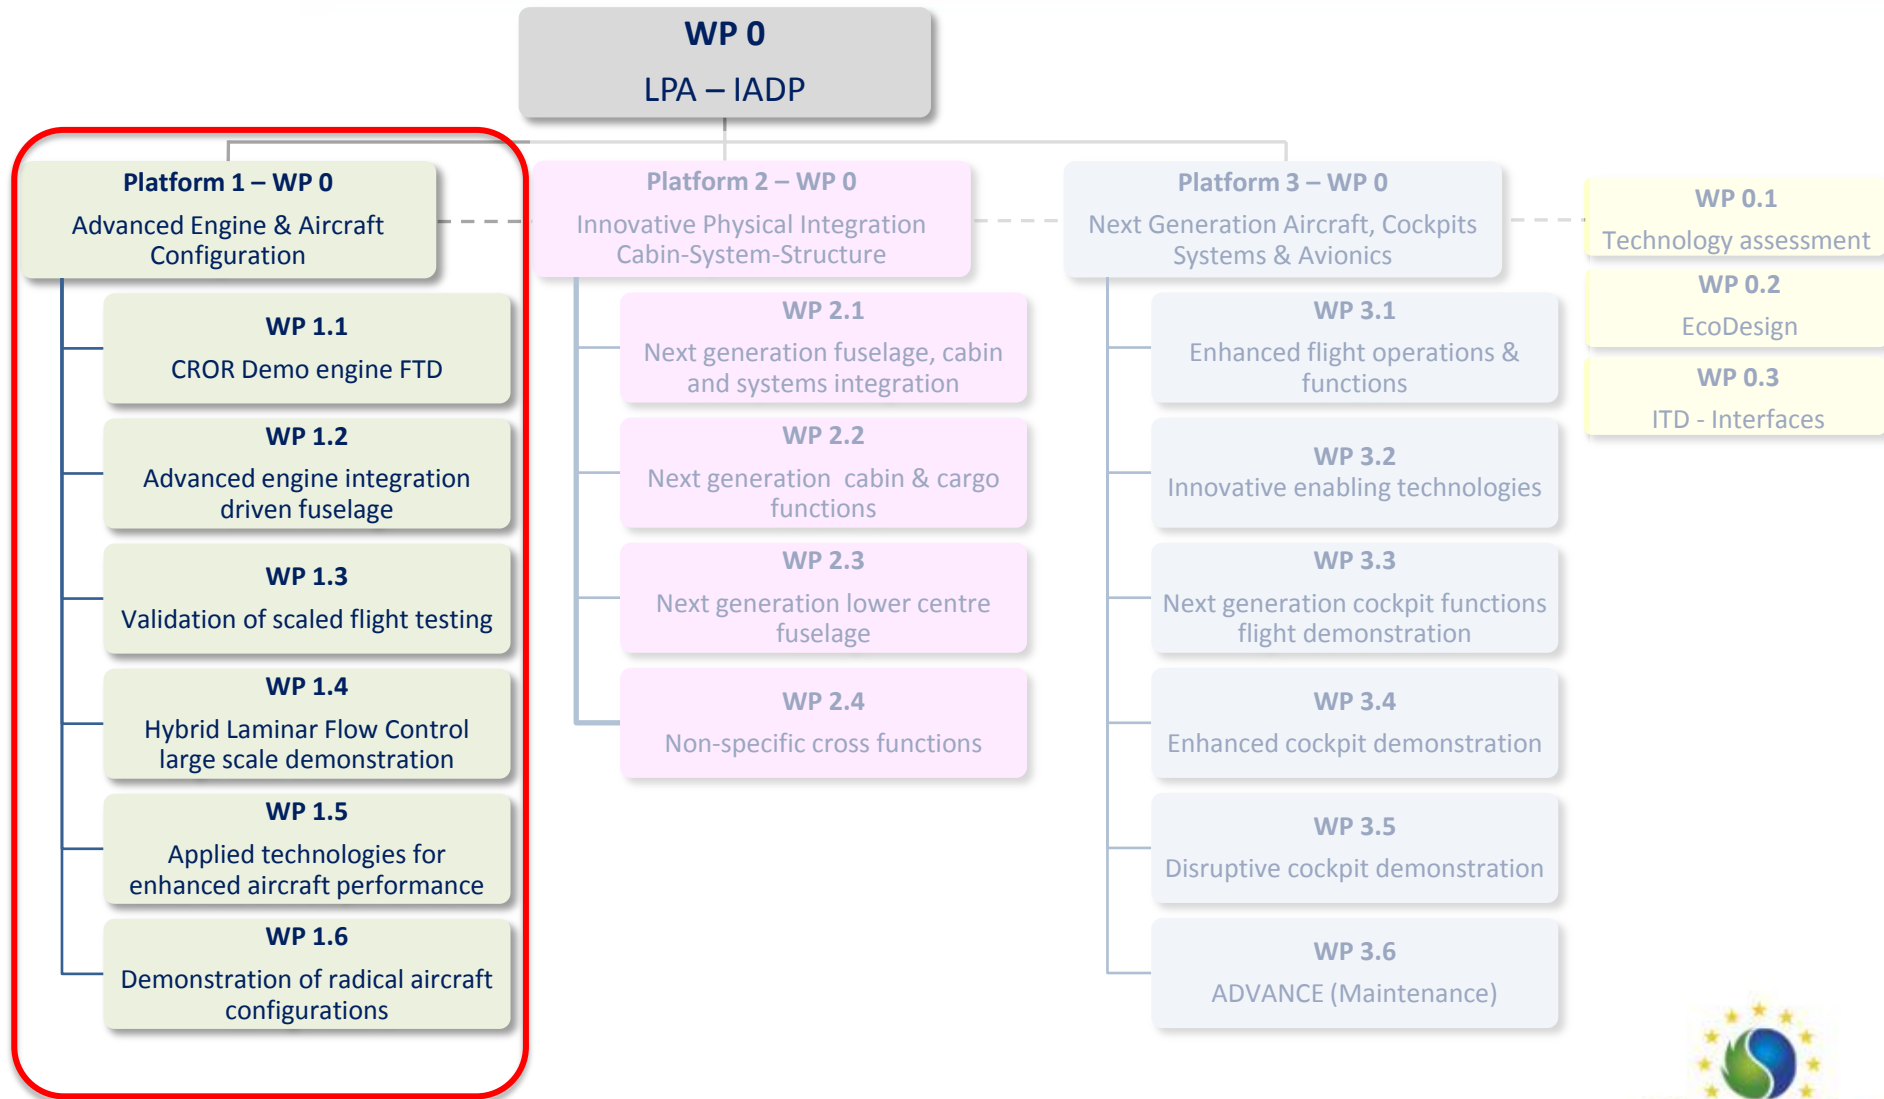 WP 0
LPA – IADP
Platform 1 – WP 0
Advanced Engine & Aircraft
Configuration
WP 1.1
CROR Demo engine FTD
WP 1.2
Advanced engine integration
driven fuselage
WP 1.3
Validation of scaled flight testing
WP 1.4
Hybrid Laminar Flow Control
large scale demonstration
WP 1.5
Applied technologies for
enhanced aircraft performance
WP 1.6
Demonstration of radical aircraft
configurations
Platform 2 – WP 0
Innovative Physical Integration
Cabin-System-Structure
WP 2.1
Next generation fuselage, cabin
and systems integration
WP 2.2
Next generation cabin & cargo
functions
WP 2.3
Next generation lower centre
fuselage
WP 2.4
Non-specific cross functions
Platform 3 – WP 0
Next Generation Aircraft, Cockpits
Systems & Avionics
WP 3.1
Enhanced flight operations &
functions
WP 3.2
Innovative enabling technologies
WP 3.3
Next generation cockpit functions
flight demonstration
WP 3.4
Enhanced cockpit demonstration
WP 3.5
Disruptive cockpit demonstration
WP 3.6
ADVANCE (Maintenance)
WP 0.1
Technology assessment
WP 0.2
EcoDesign
WP 0.3
ITD - Interfaces